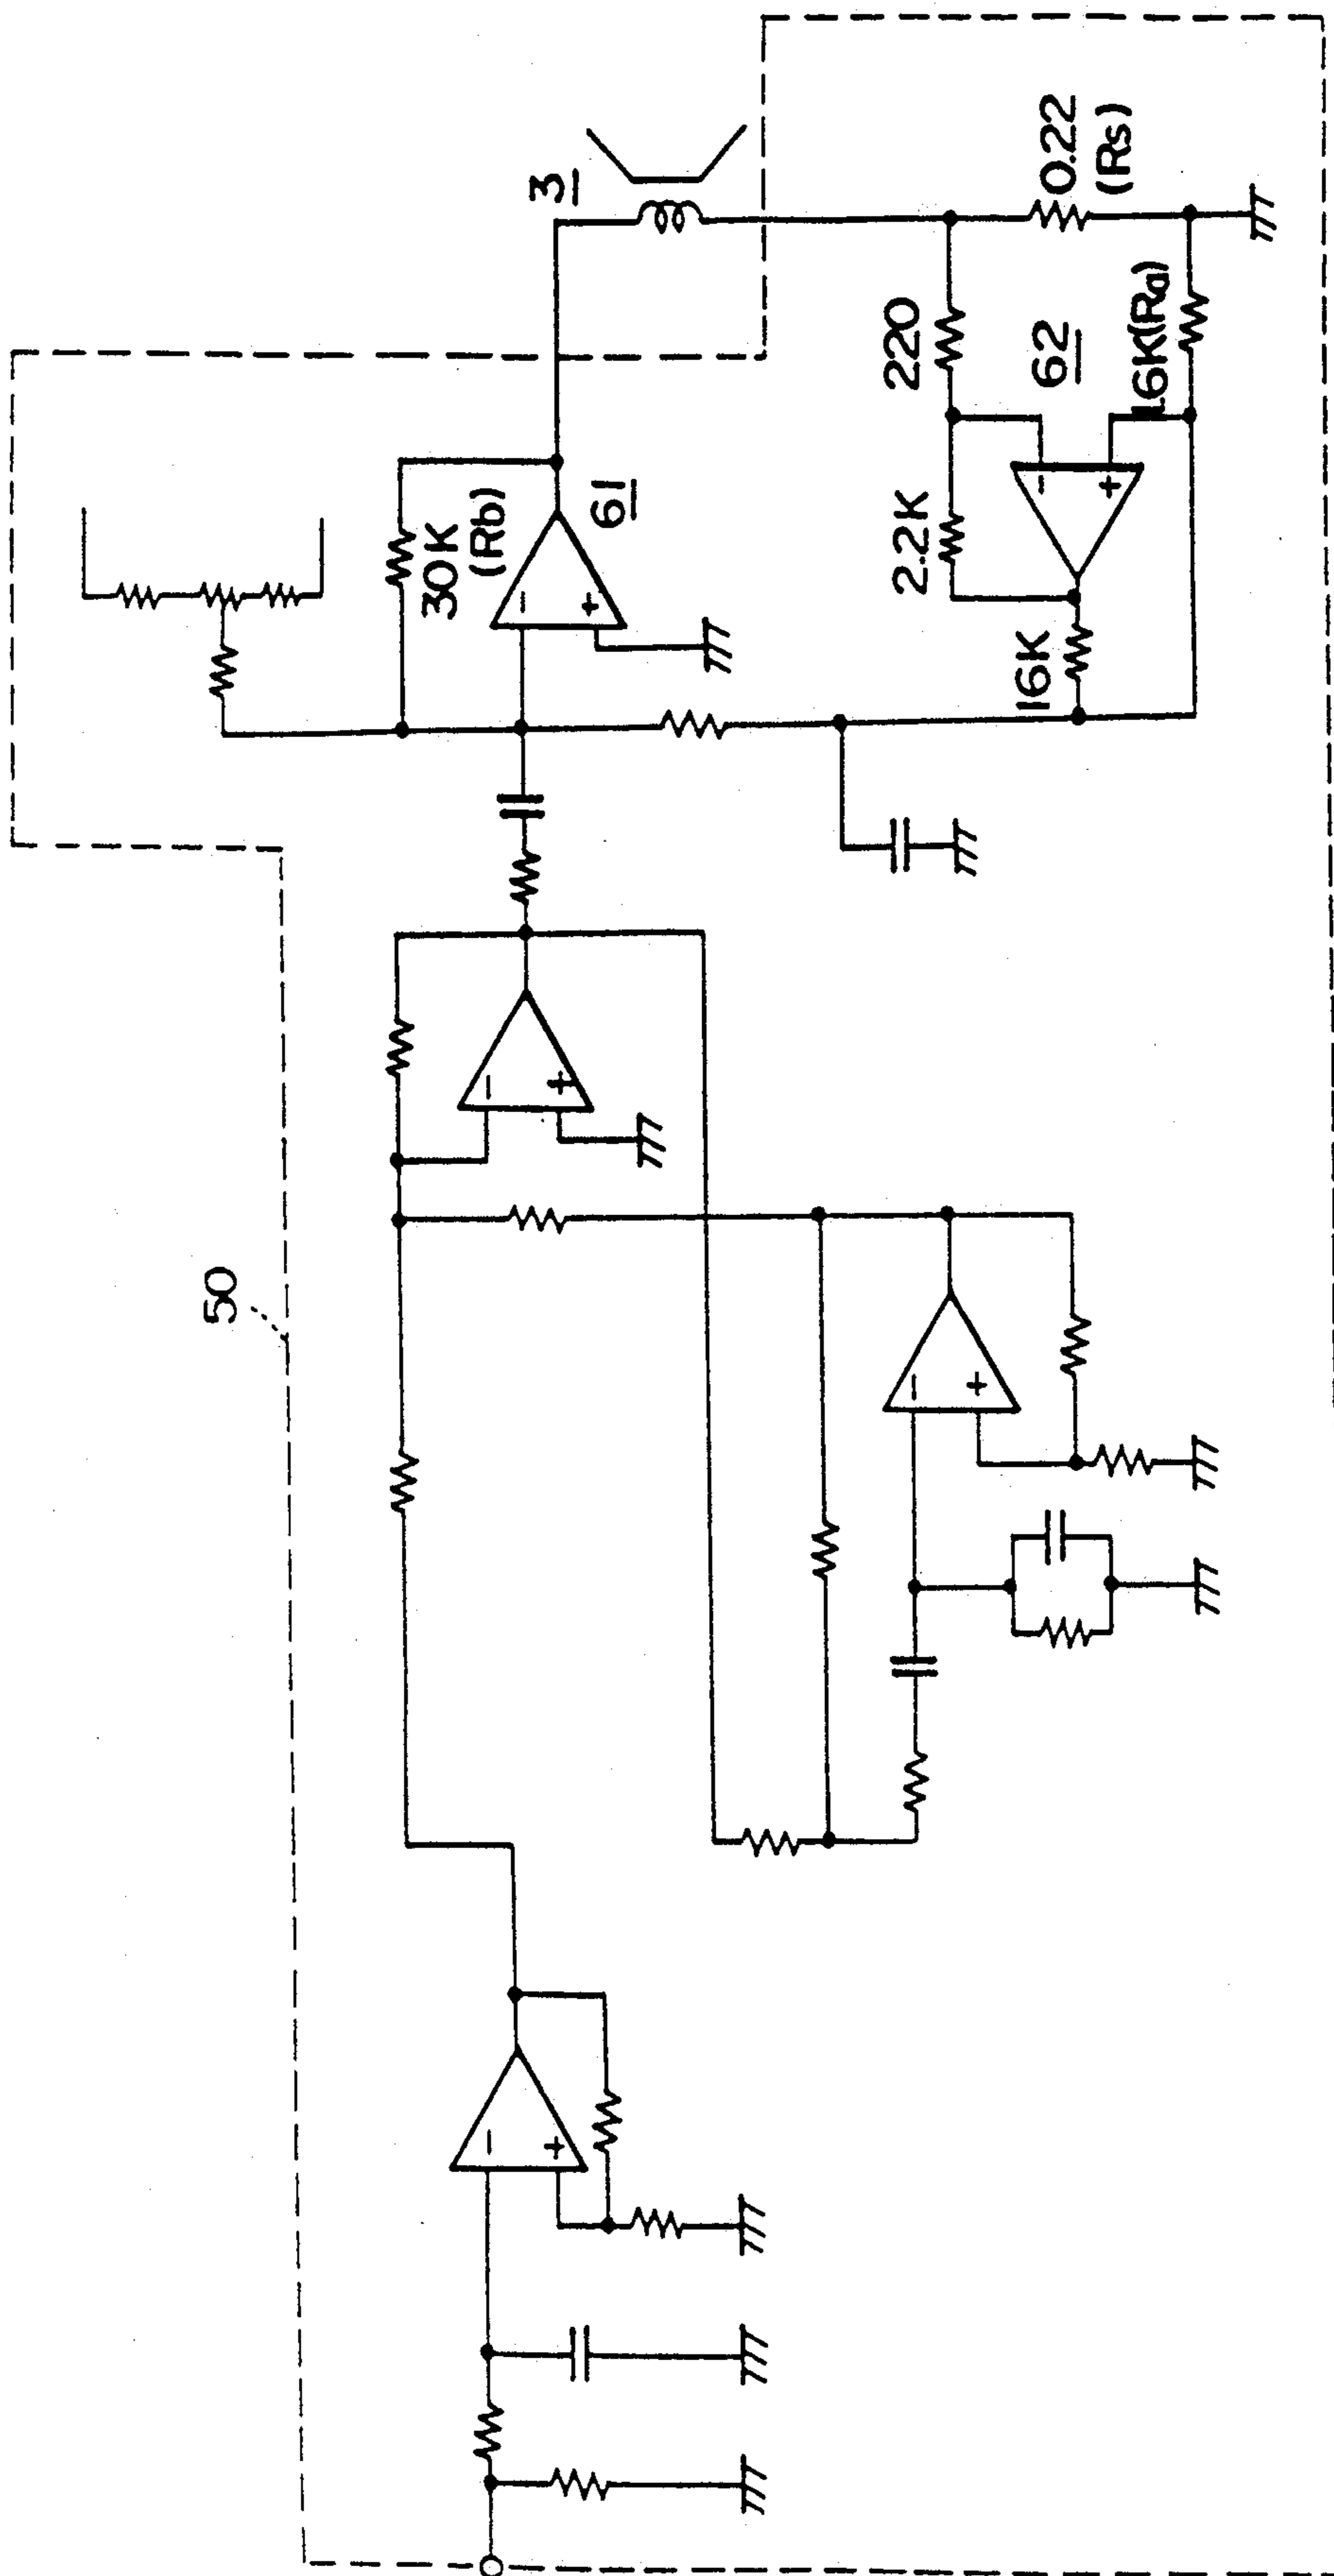 50
30K
(Rb)
61
3
220
62
2.2K
16K
1.6K(Ra)
0.22
(Rs)
−
+
−
+
−
+
−
+
−
+